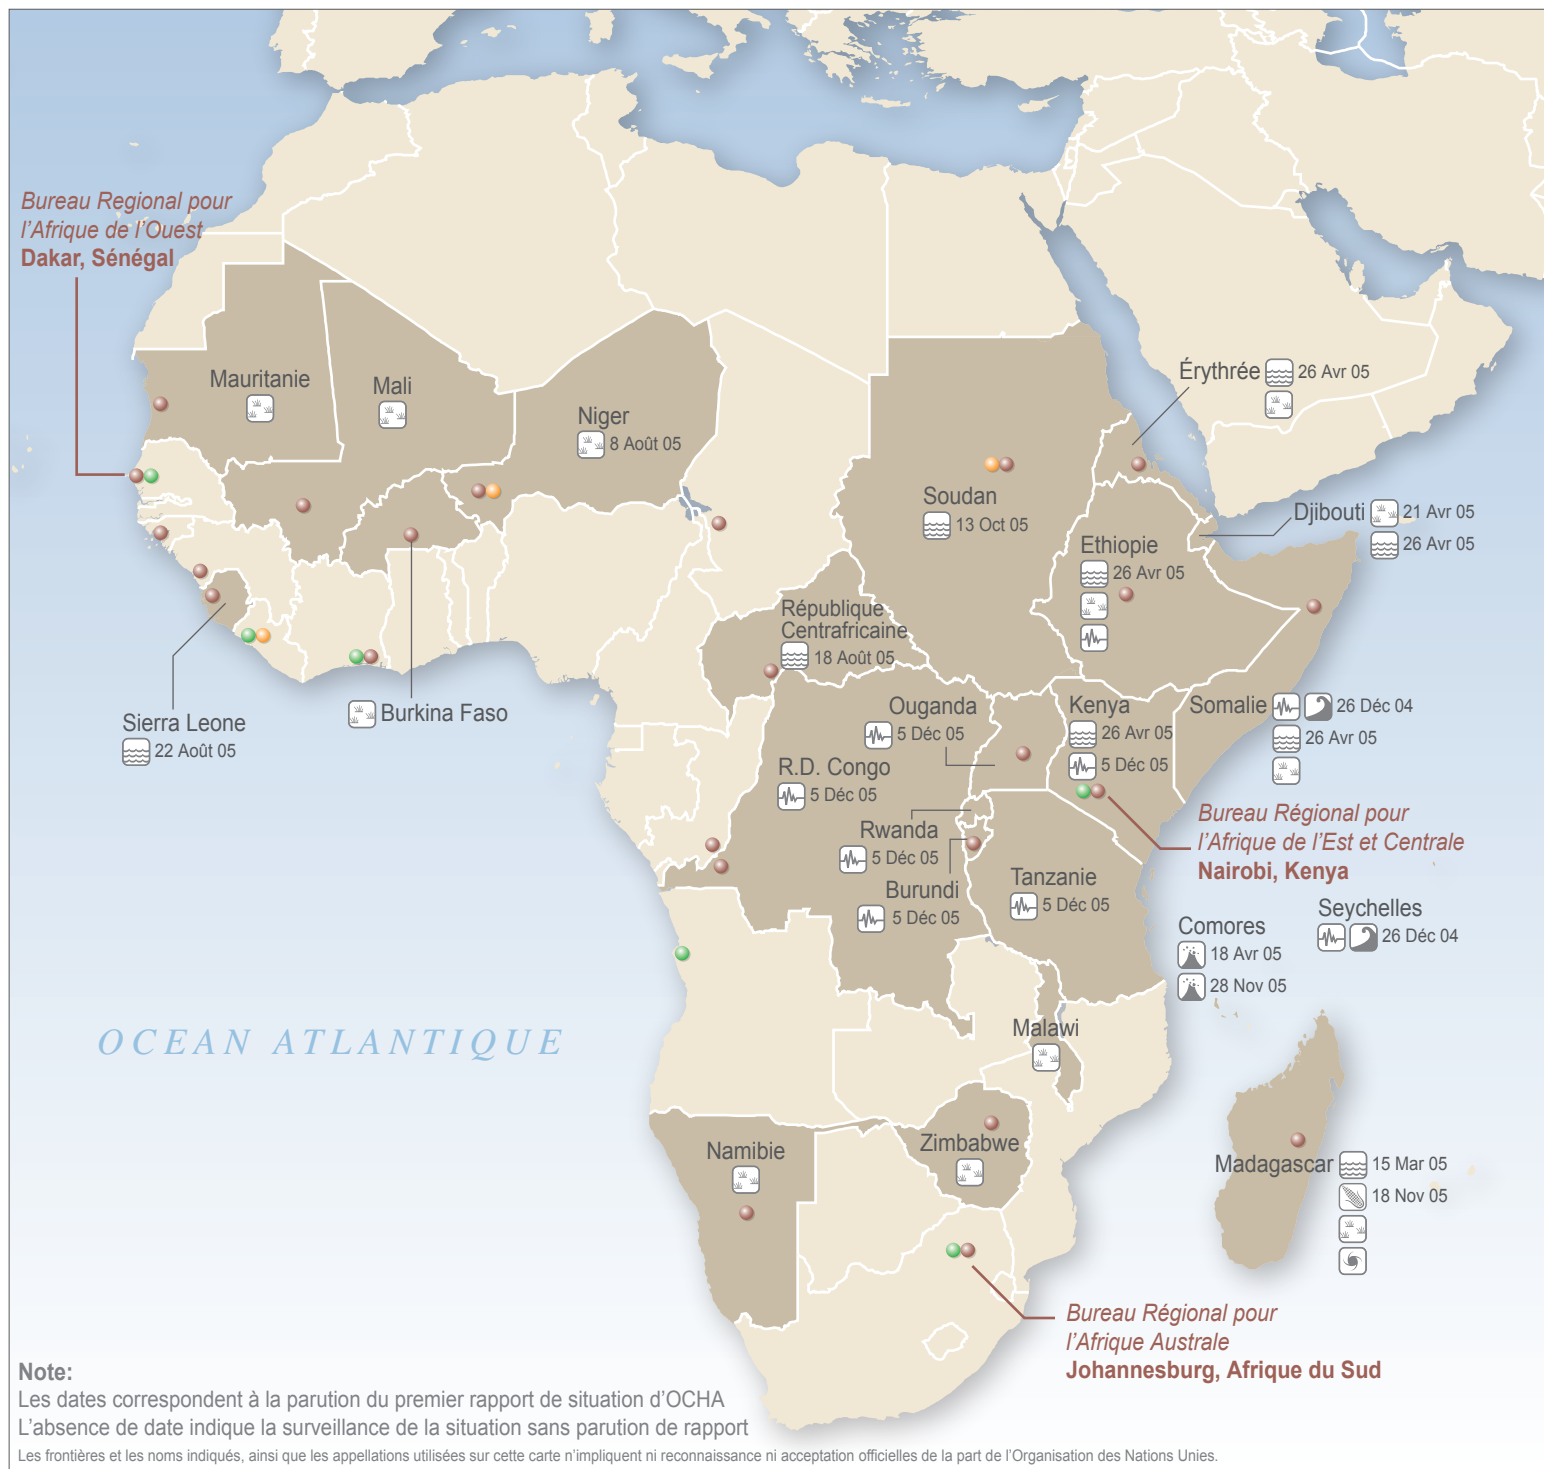 Bureau Regional pour
l'Afrique de l'Ouest
Dakar, Sénégal
Mauritanie
Mali
Niger
8 Août 05
Érythrée
26 Avr 05
Soudan
13 Oct 05
Djibouti
21 Avr 05
26 Avr 05
Ethiopie
26 Avr 05
République
Centrafricaine
18 Août 05
Sierra Leone
22 Août 05
Burkina Faso
Ouganda
5 Déc 05
Kenya
26 Avr 05
5 Déc 05
Somalie
26 Déc 04
26 Avr 05
R.D. Congo
5 Déc 05
Rwanda
5 Déc 05
Burundi
5 Déc 05
Tanzanie
5 Déc 05
Bureau Régional pour
l'Afrique de l'Est et Centrale
Nairobi, Kenya
Comores
18 Avr 05
28 Nov 05
Seychelles
26 Déc 04
OCEAN ATLANTIQUE
Malawi
Namibie
Zimbabwe
Madagascar
15 Mar 05
18 Nov 05
Bureau Régional pour
l'Afrique Australe
Johannesburg, Afrique du Sud
Note:
Les dates correspondent à la parution du premier rapport de situation d'OCHA
L'absence de date indique la surveillance de la situation sans parution de rapport
Les frontières et les noms indiqués, ainsi que les appellations utilisées sur cette carte n'impliquent ni reconnaissance ni acceptation officielles de la part de l'Organisation des Nations Unies.